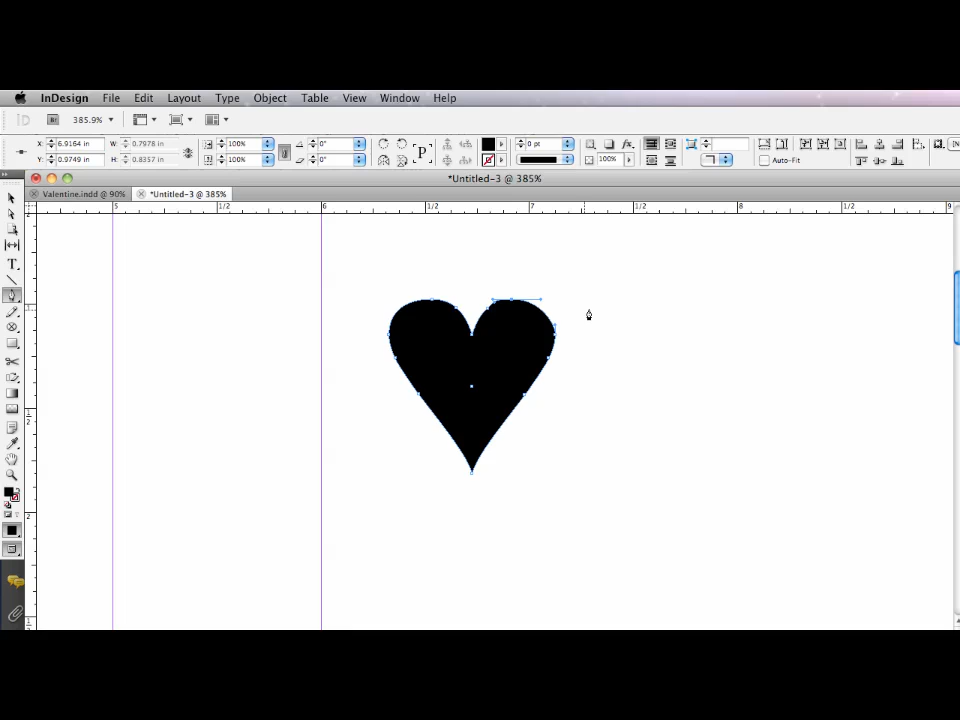 InDesign File Edit Layout Type Object Table View Window Help
Br 385.9%
X: 6.9164 in W: 0.7978 in 100% 0° P 0 pt fx
Y: 0.9749 in H: 0.8357 in 100% 0° 100% Auto-Fit
*Untitled-3 @ 385%
Valentine.indd @ 90% *Untitled-3 @ 385%
5 1/2 6 1/2 7 1/2 8 1/2 9
T